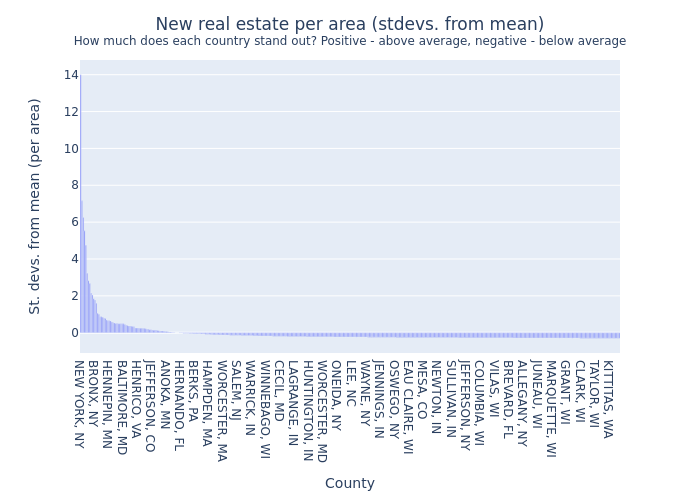 New real estate per area (stdevs. from mean)
How much does each country stand out? Positive - above average, negative - below average
St. devs. from mean (per area)
14
12
10
8
6
4
2
0
NEW YORK, NY
BRONX, NY
HENNEPIN, MN
BALTIMORE, MD
HENRICO, VA
JEFFERSON, CO
ANOKA, MN
HERNANDO, FL
BERKS, PA
HAMPDEN, MA
WORCESTER, MA
SALEM, NJ
WARRICK, IN
WINNEBAGO, WI
CECIL, MD
LAGRANGE, IN
HUNTINGTON, IN
WORCESTER, MD
ONEIDA, NY
LEE, NC
WAYNE, NY
JENNINGS, IN
OSWEGO, NY
EAU CLAIRE, WI
MESA, CO
NEWTON, IN
SULLIVAN, IN
JEFFERSON, NY
COLUMBIA, WI
VILAS, WI
BREVARD, FL
ALLEGANY, NY
JUNEAU, WI
MARQUETTE, WI
GRANT, WI
CLARK, WI
TAYLOR, WI
KITTITAS, WA
County